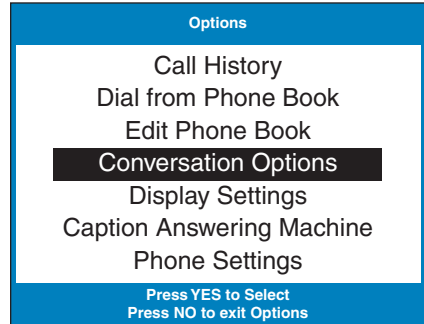 Options
Call History
Dial from Phone Book
Edit Phone Book
Conversation Options
Display Settings
Caption Answering Machine
Phone Settings
Press YES to Select
Press NO to exit Options